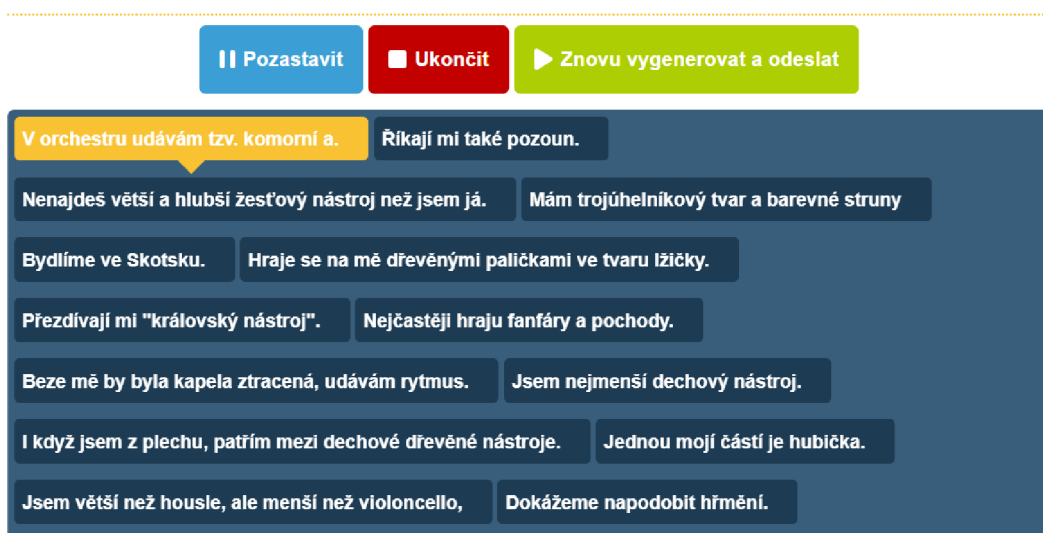 Pozastavit Ukončit Znovu vygenerovat a odeslat
V orchestru udávám tzv. komorní a. Říkají mi také pozoun.
Nenajdeš větší a hlubší žesťový nástroj než jsem já. Mám trojúhelníkový tvar a barevné struny
Bydlíme ve Skotsku. Hraje se na mě dřevěnými paličkami ve tvaru lžičky.
Přezdívají mi "královský nástroj". Nejčastěji hraju fanfáry a pochody.
Beze mě by byla kapela ztracená, udávám rytmus. Jsem nejmenší dechový nástroj.
I když jsem z plechu, patřím mezi dechové dřevěné nástroje. Jednou mojí částí je hubička.
Jsem větší než housle, ale menší než violoncello, Dokážeme napodobit hřmění.